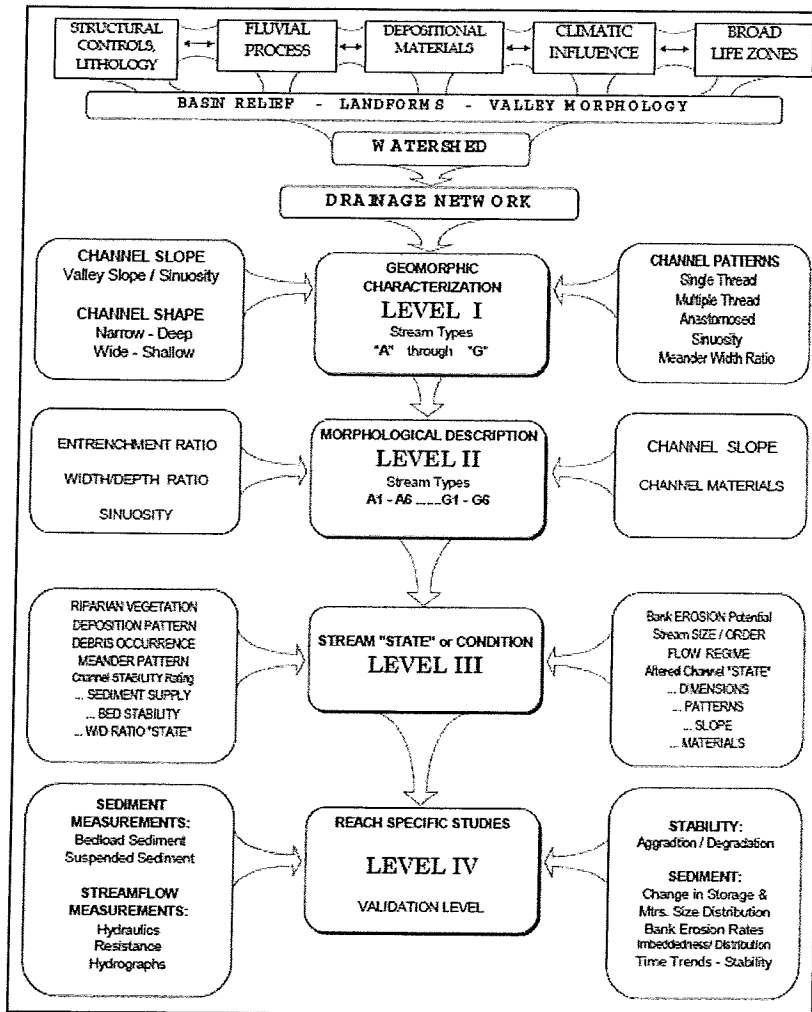 STRUCTURAL
CONTROLS,
LITHOLOGY
FLUVIAL
PROCESS
DEPOSITIONAL
MATERIALS
CLIMATIC
INFLUENCE
BROAD
LIFE ZONES
BASIN RELIEF - LANDFORMS - VALLEY MORPHOLOGY
WATERSHED
DRAINAGE NETWORK
CHANNEL SLOPE
Valley Slope / Sinuosity
CHANNEL SHAPE
Narrow - Deep
Wide - Shallow
GEOMORPHIC
CHARACTERIZATION
LEVEL I
Stream Types
"A" through "G"
CHANNEL PATTERNS
Single Thread
Multiple Thread
Anastomosed
Sinuosity
Meander Width Ratio
ENTRENCHMENT RATIO
WIDTH/DEPTH RATIO
SINUOSITY
MORPHOLOGICAL DESCRIPTION
LEVEL II
Stream Types
A1 - A6 ......G1 - G6
CHANNEL SLOPE
CHANNEL MATERIALS
RIPARIAN VEGETATION
DEPOSITION PATTERN
DEBRIS OCCURRENCE
MEANDER PATTERN
Channel STABILITY Rating
... SEDIMENT SUPPLY
... BED STABILITY
... W/D RATIO "STATE"
STREAM "STATE" or CONDITION
LEVEL III
Bank EROSION Potential
Stream SIZE / ORDER
FLOW REGIME
Altered Channel "STATE"
... DIMENSIONS
... PATTERNS
... SLOPE
... MATERIALS
SEDIMENT
MEASUREMENTS:
Bedload Sediment
Suspended Sediment
STREAMFLOW
MEASUREMENTS:
Hydraulics
Resistance
Hydrographs
REACH SPECIFIC STUDIES
LEVEL IV
VALIDATION LEVEL
STABILITY:
Aggradtion / Degradation
SEDIMENT:
Change in Storage &
Mtrs. Size Distribution
Bank Erosion Rates
Imbeddedness/ Distribution
Time Trends - Stability